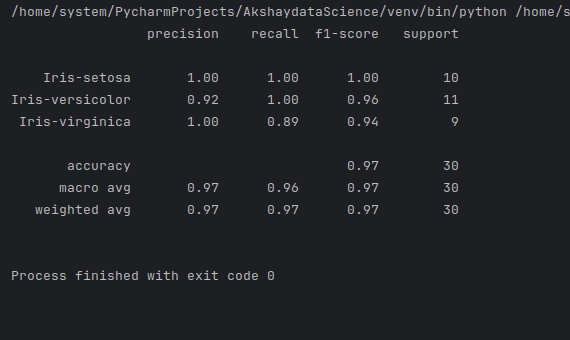 /home/system/PycharmProjects/AkshaydataScience/venv/bin/python /home/s
precision recall f1-score support
Iris-setosa 1.00 1.00 1.00 10
Iris-versicolor 0.92 1.00 0.96 11
Iris-virginica 1.00 0.89 0.94 9
accuracy 0.97 30
macro avg 0.97 0.96 0.97 30
weighted avg 0.97 0.97 0.97 30
Process finished with exit code 0